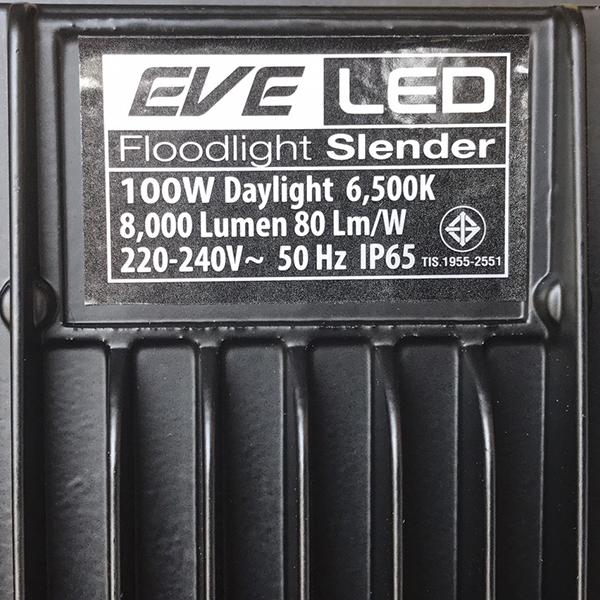 EVE LED
Floodlight Slender
100W Daylight 6,500K
8,000 Lumen 80 Lm/W
220-240V~ 50 Hz IP65
TIS.1955-2551